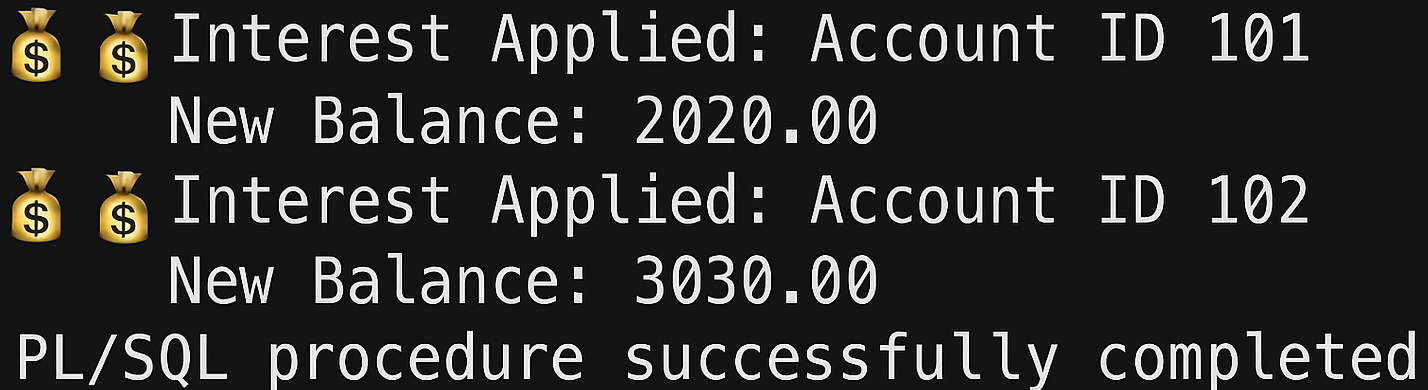 💰 💰 Interest Applied: Account ID 101
New Balance: 2020.00
💰 💰 Interest Applied: Account ID 102
New Balance: 3030.00
PL/SQL procedure successfully completed